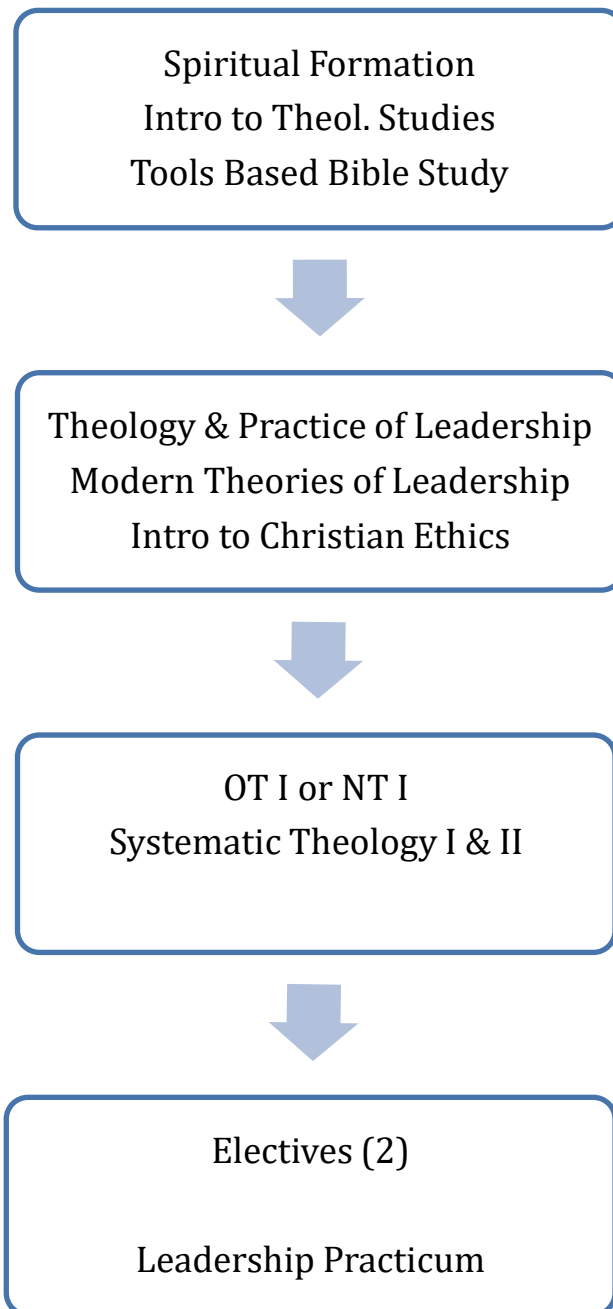 Spiritual Formation
Intro to Theol. Studies
Tools Based Bible Study
Theology & Practice of Leadership
Modern Theories of Leadership
Intro to Christian Ethics
OT I or NT I
Systematic Theology I & II
Electives (2)
Leadership Practicum